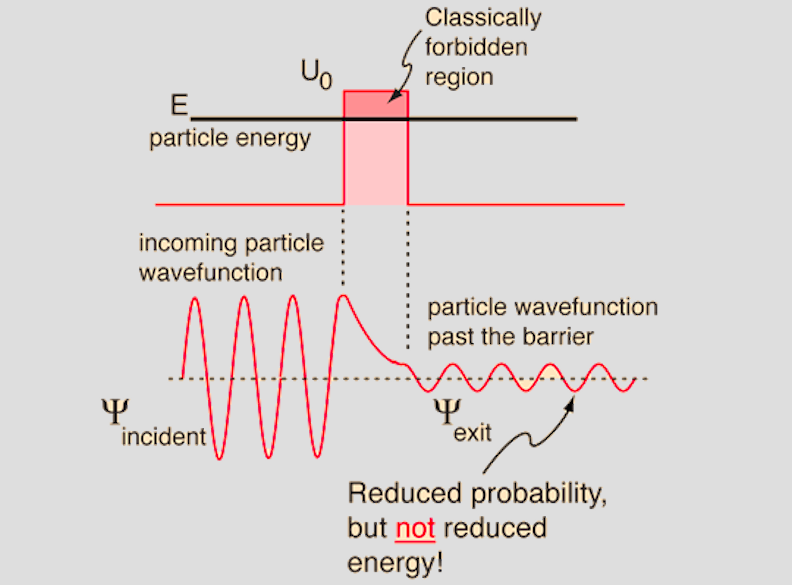 Classically
forbidden
region
U0
E
particle energy
incoming particle
wavefunction
particle wavefunction
past the barrier
Ψincident
Ψexit
Reduced probability,
but not reduced
energy!